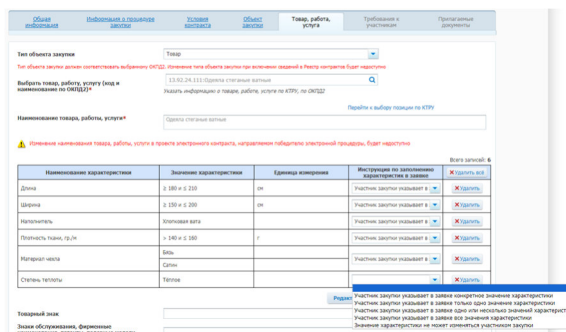 Общая информация
Информация о процедуре закупки
Условия контракта
Объект закупки
Товар, работа, услуга
Требования к участникам
Прилагаемые документы
Тип объекта закупки
Товар
Тип объекта закупки должен соответствовать выбранному ОКПД2. Изменение типа объекта закупки при включении сведений в Реестр контрактов будет недоступно
Выбрать товар, работу, услугу (код и наименование по ОКПД2)*
13.92.24.111:Одеяла стеганые ватные
Указать информацию о товаре, работе, услуге по КТРУ, по ОКПД2
Перейти к выбору позиции по КТРУ
Наименование товара, работы, услуги*
Одеяла стеганые ватные
Изменение наименования товара, работы, услуги в проекте электронного контракта, направляемом победителю электронной процедуры, будет недоступно
Всего записей: 6
Наименование характеристики
Значение характеристики
Единица измерения
Инструкция по заполнению характеристик в заявке
Удалить все
Длина
≥ 180 и ≤ 210
см
Участник закупки указывает в
Удалить
Ширина
≥ 150 и ≤ 200
см
Участник закупки указывает в
Удалить
Наполнитель
Хлопковая вата
Участник закупки указывает в
Удалить
Плотность ткани, гр./м
> 140 и ≤ 160
г
Участник закупки указывает в
Удалить
Материал чехла
Бязь
Сатин
Участник закупки указывает в
Удалить
Степень теплоты
Тёплое
Удалить
Редакт
Участник закупки указывает в заявке конкретное значение характеристики
Участник закупки указывает в заявке только одно значение характеристики
Участник закупки указывает в заявке одно или несколько значений характерист
Участник закупки указывает в заявке все значения характеристики
Значение характеристики не может изменяться участником закупки
Товарный знак
Знаки обслуживания, фирменные